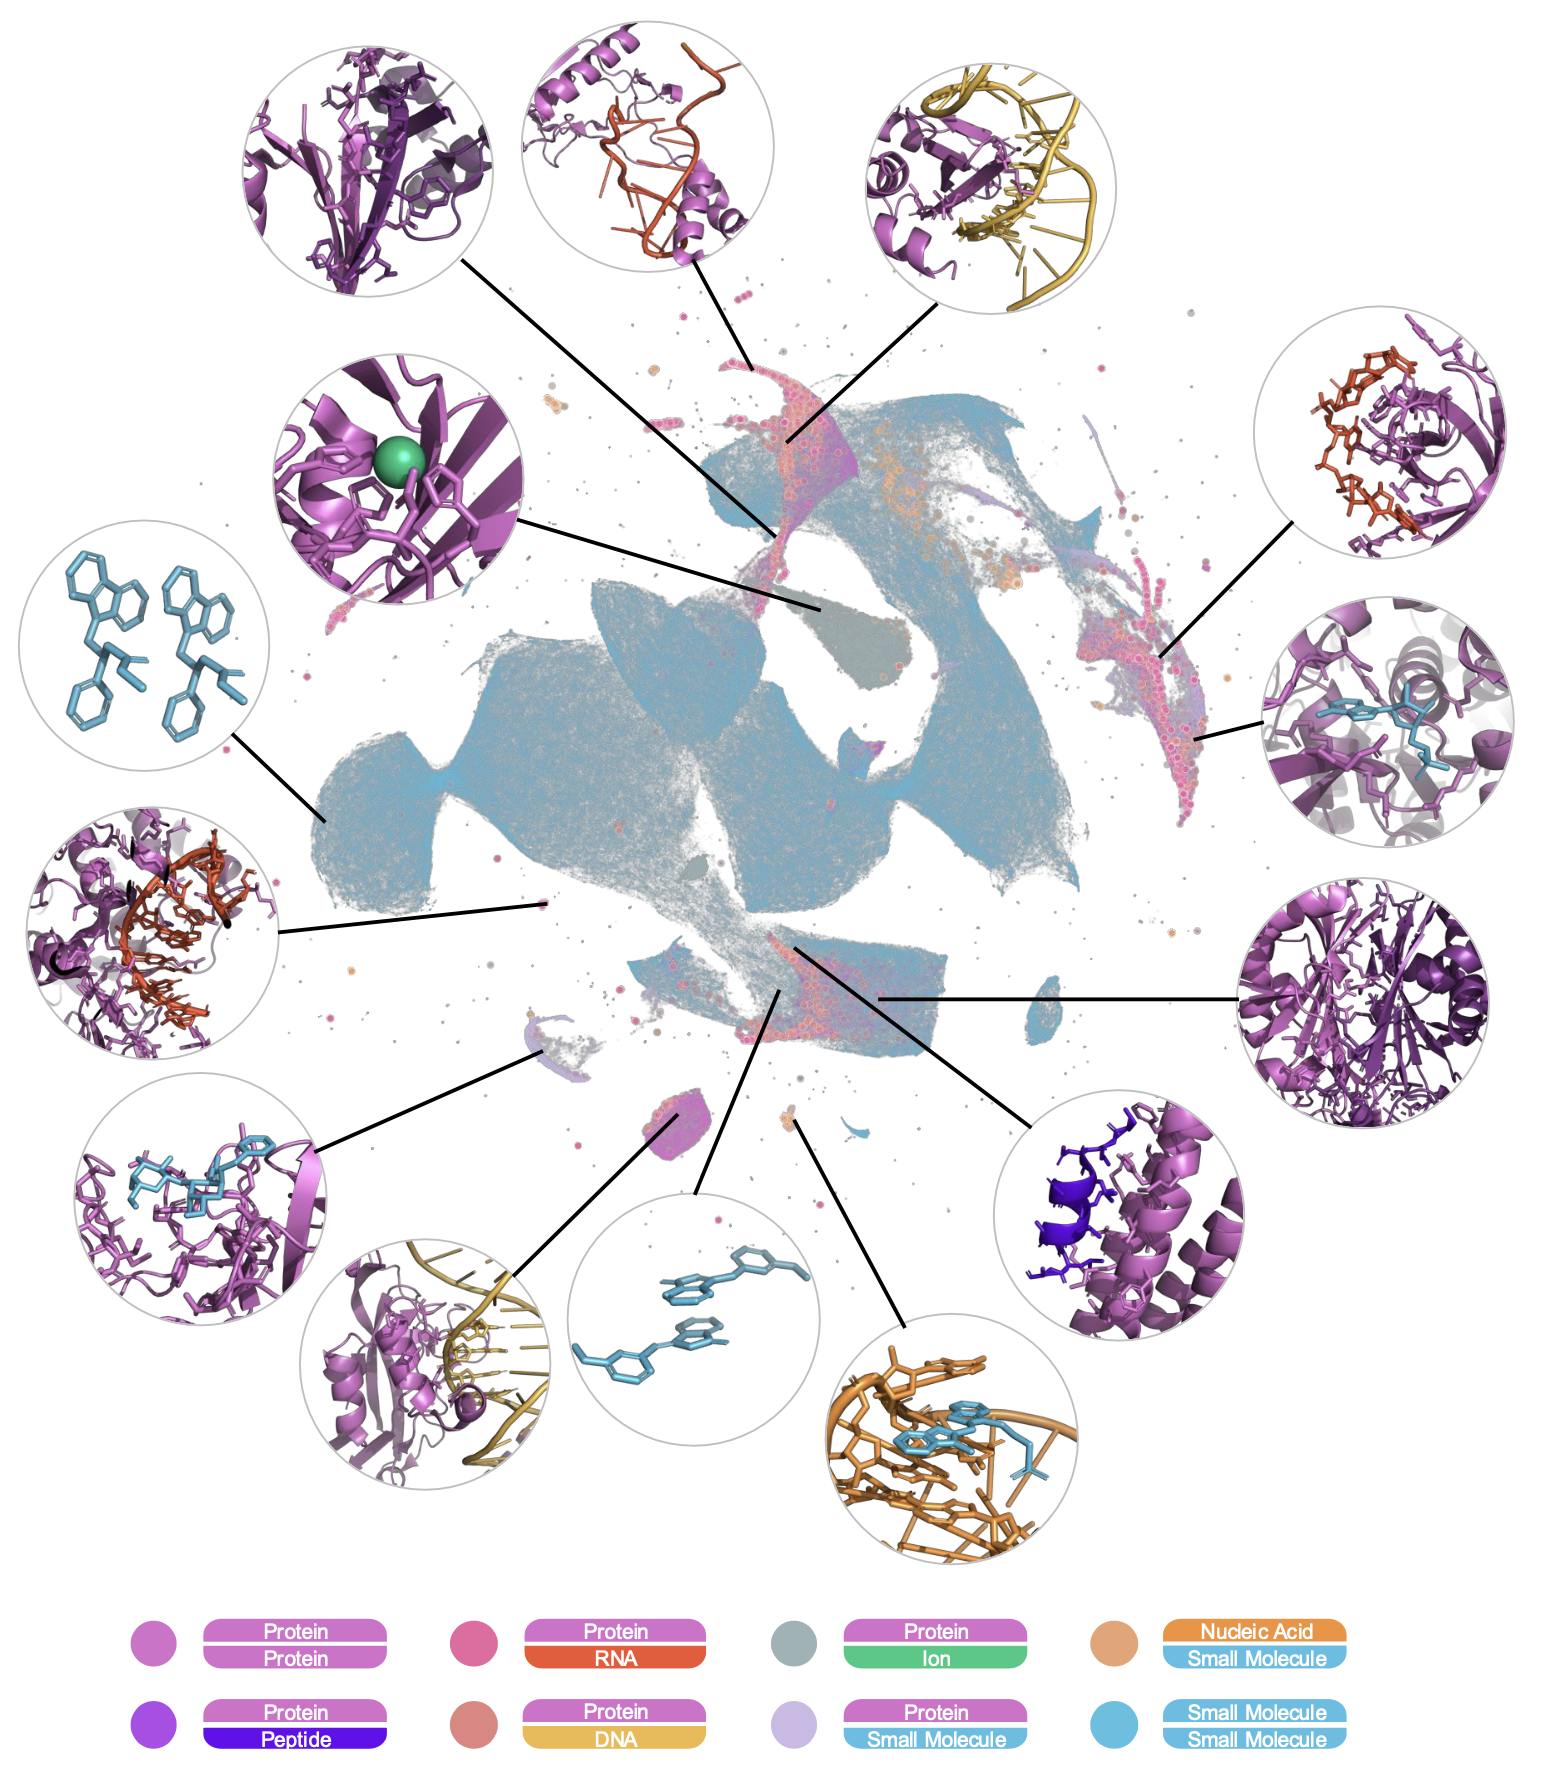 Protein
Protein
Protein
RNA
Protein
Ion
Nucleic Acid
Small Molecule
Protein
Peptide
Protein
DNA
Protein
Small Molecule
Small Molecule
Small Molecule